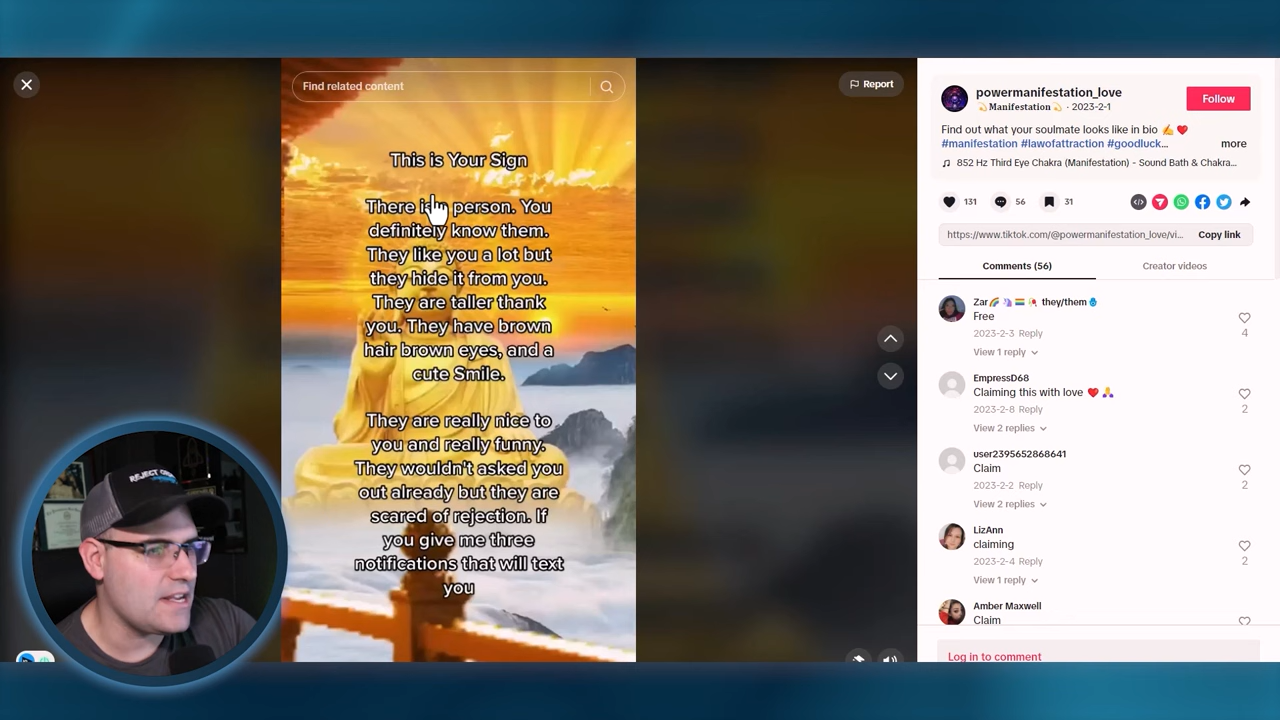 Find related content
Report
This is Your Sign
There is person. You
definitely know them.
They like you a lot but
they hide it from you.
They are taller thank
you. They have brown
hair brown eyes, and a
cute Smile.
They are really nice to
you and really funny.
They wouldn't asked you
out already but they are
scared of rejection. If
you give me three
notifications that will text
you
REJECT
powermanifestation_love
💫Manifestation💫 · 2023-2-1
Follow
Find out what your soulmate looks like in bio ✍️ ❤️
#manifestation #lawofattraction #goodluck...
more
852 Hz Third Eye Chakra (Manifestation) - Sound Bath & Chakra...
131
56
31
https://www.tiktok.com/@powermanifestation_love/vi...
Copy link
Comments (56)
Creator videos
Zar🌈 🦄 they/them
Free
2023-2-3 Reply
4
View 1 reply
EmpressD68
Claiming this with love ❤️ 🙏
2023-2-8 Reply
2
View 2 replies
user2395652868641
Claim
2023-2-2 Reply
2
View 2 replies
LizAnn
claiming
2023-2-4 Reply
2
View 1 reply
Amber Maxwell
Claim
Log in to comment